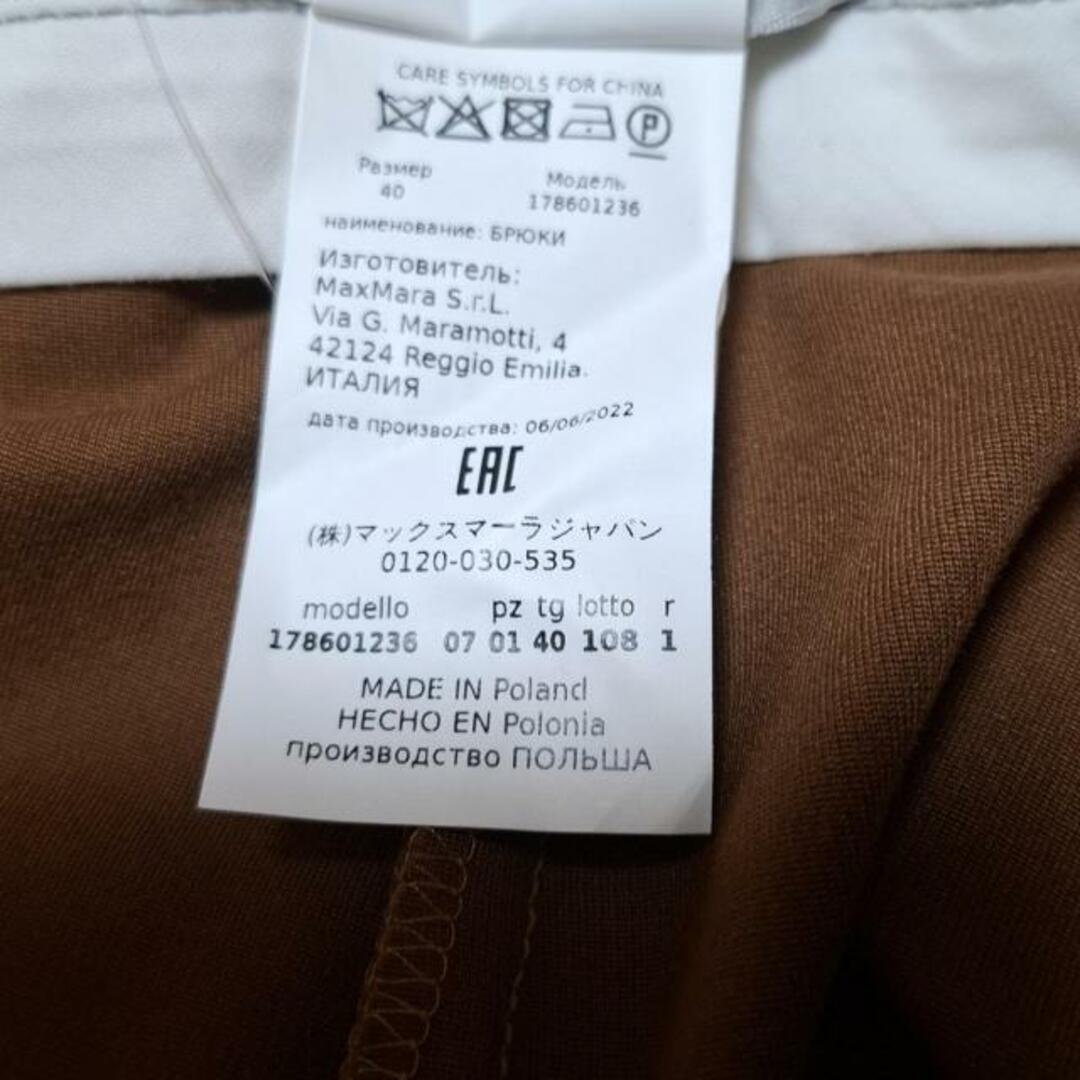 CARE SYMBOLS FOR CHINA
P
Размер Модель
40 178601236
наименование: БРЮКИ
Изготовитель:
MaxMara S.r.L.
Via G. Maramotti, 4
42124 Reggio Emilia.
ИТАЛИЯ
дата производства: 06/06/2022
EAC
(株)マックスマーラジャパン
0120-030-535
modello pz tg lotto r
178601236 07 01 40 108 1
MADE IN Poland
HECHO EN Polonia
производство ПОЛЬША